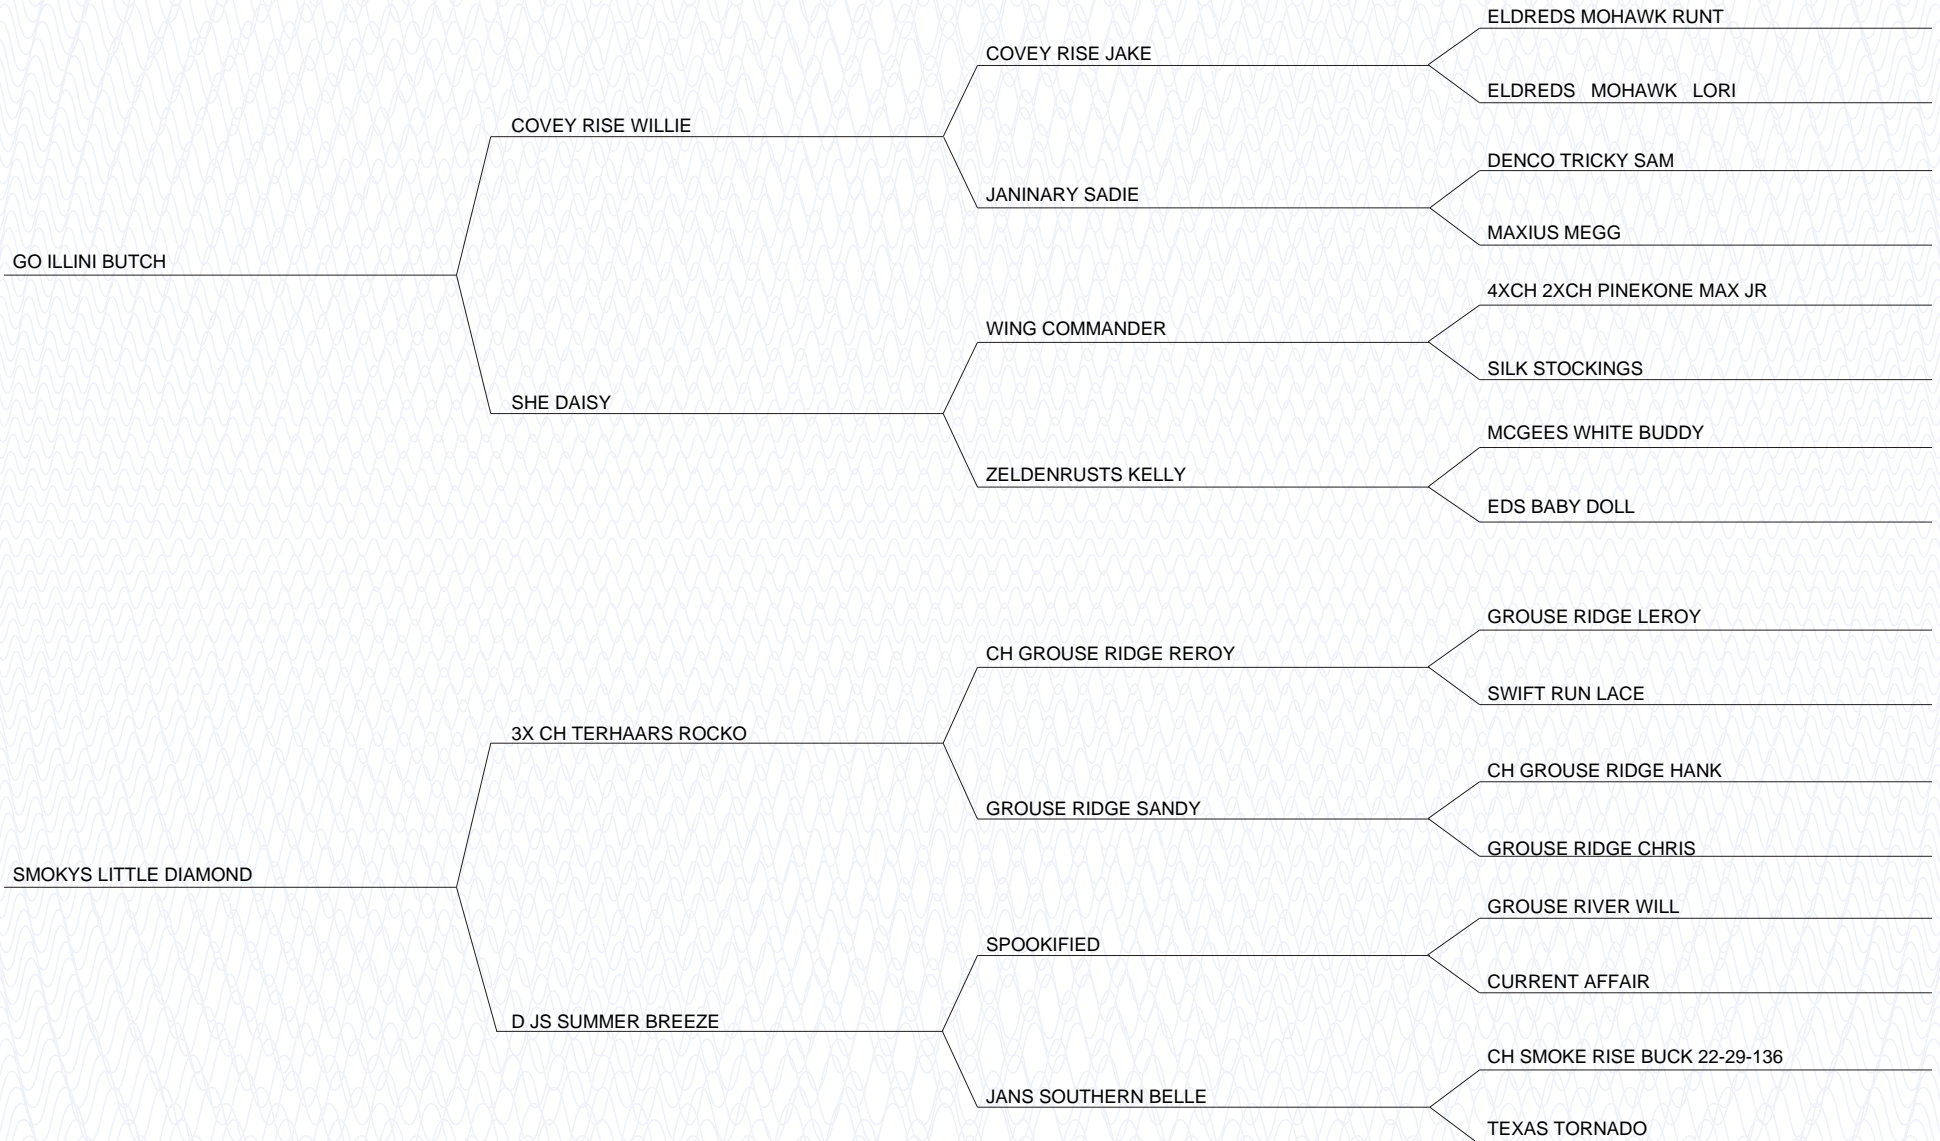 ELDREDS MOHAWK RUNT
COVEY RISE JAKE
ELDREDS MOHAWK LORI
COVEY RISE WILLIE
DENCO TRICKY SAM
JANINARY SADIE
MAXIUS MEGG
GO ILLINI BUTCH
4XCH 2XCH PINEKONE MAX JR
WING COMMANDER
SILK STOCKINGS
SHE DAISY
MCGEES WHITE BUDDY
ZELDENRUSTS KELLY
EDS BABY DOLL
GROUSE RIDGE LEROY
CH GROUSE RIDGE REROY
SWIFT RUN LACE
3X CH TERHAARS ROCKO
CH GROUSE RIDGE HANK
GROUSE RIDGE SANDY
GROUSE RIDGE CHRIS
SMOKYS LITTLE DIAMOND
GROUSE RIVER WILL
SPOOKIFIED
CURRENT AFFAIR
D JS SUMMER BREEZE
CH SMOKE RISE BUCK 22-29-136
JANS SOUTHERN BELLE
TEXAS TORNADO